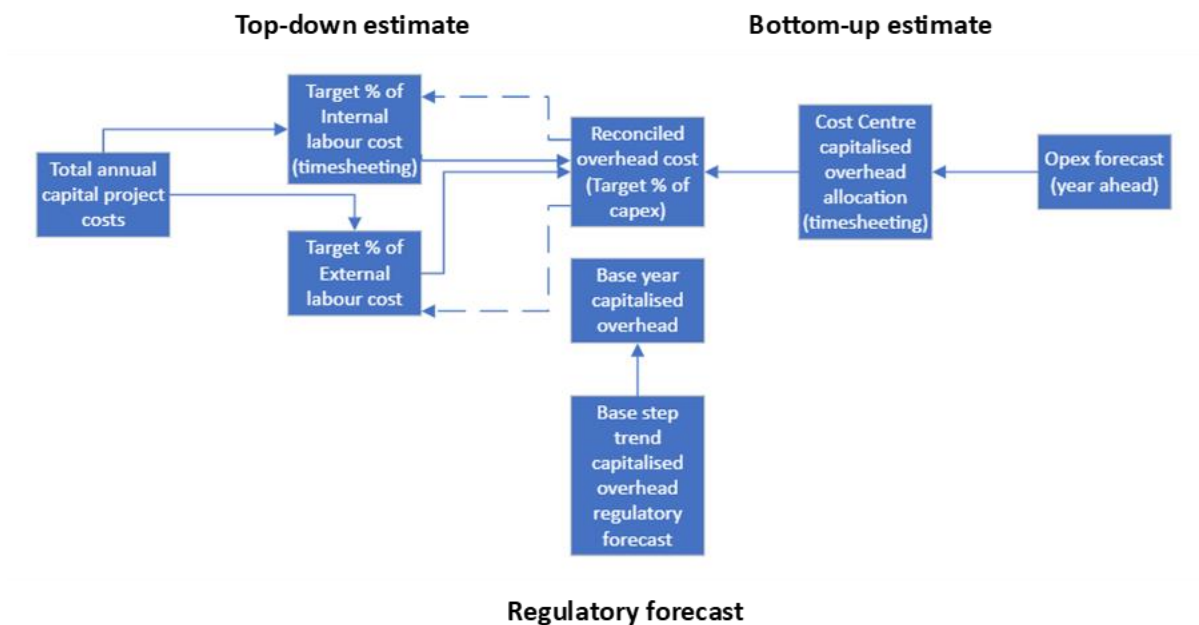 Top-down estimate
Bottom-up estimate
Total annual
capital project
costs
Target % of
Internal
labour cost
(timesheeting)
Target % of
External
labour cost
Reconciled
overhead cost
(Target % of
capex)
Cost Centre
capitalised
overhead
allocation
(timesheeting)
Opex forecast
(year ahead)
Base year
capitalised
overhead
Base step
trend
capitalised
overhead
regulatory
forecast
Regulatory forecast